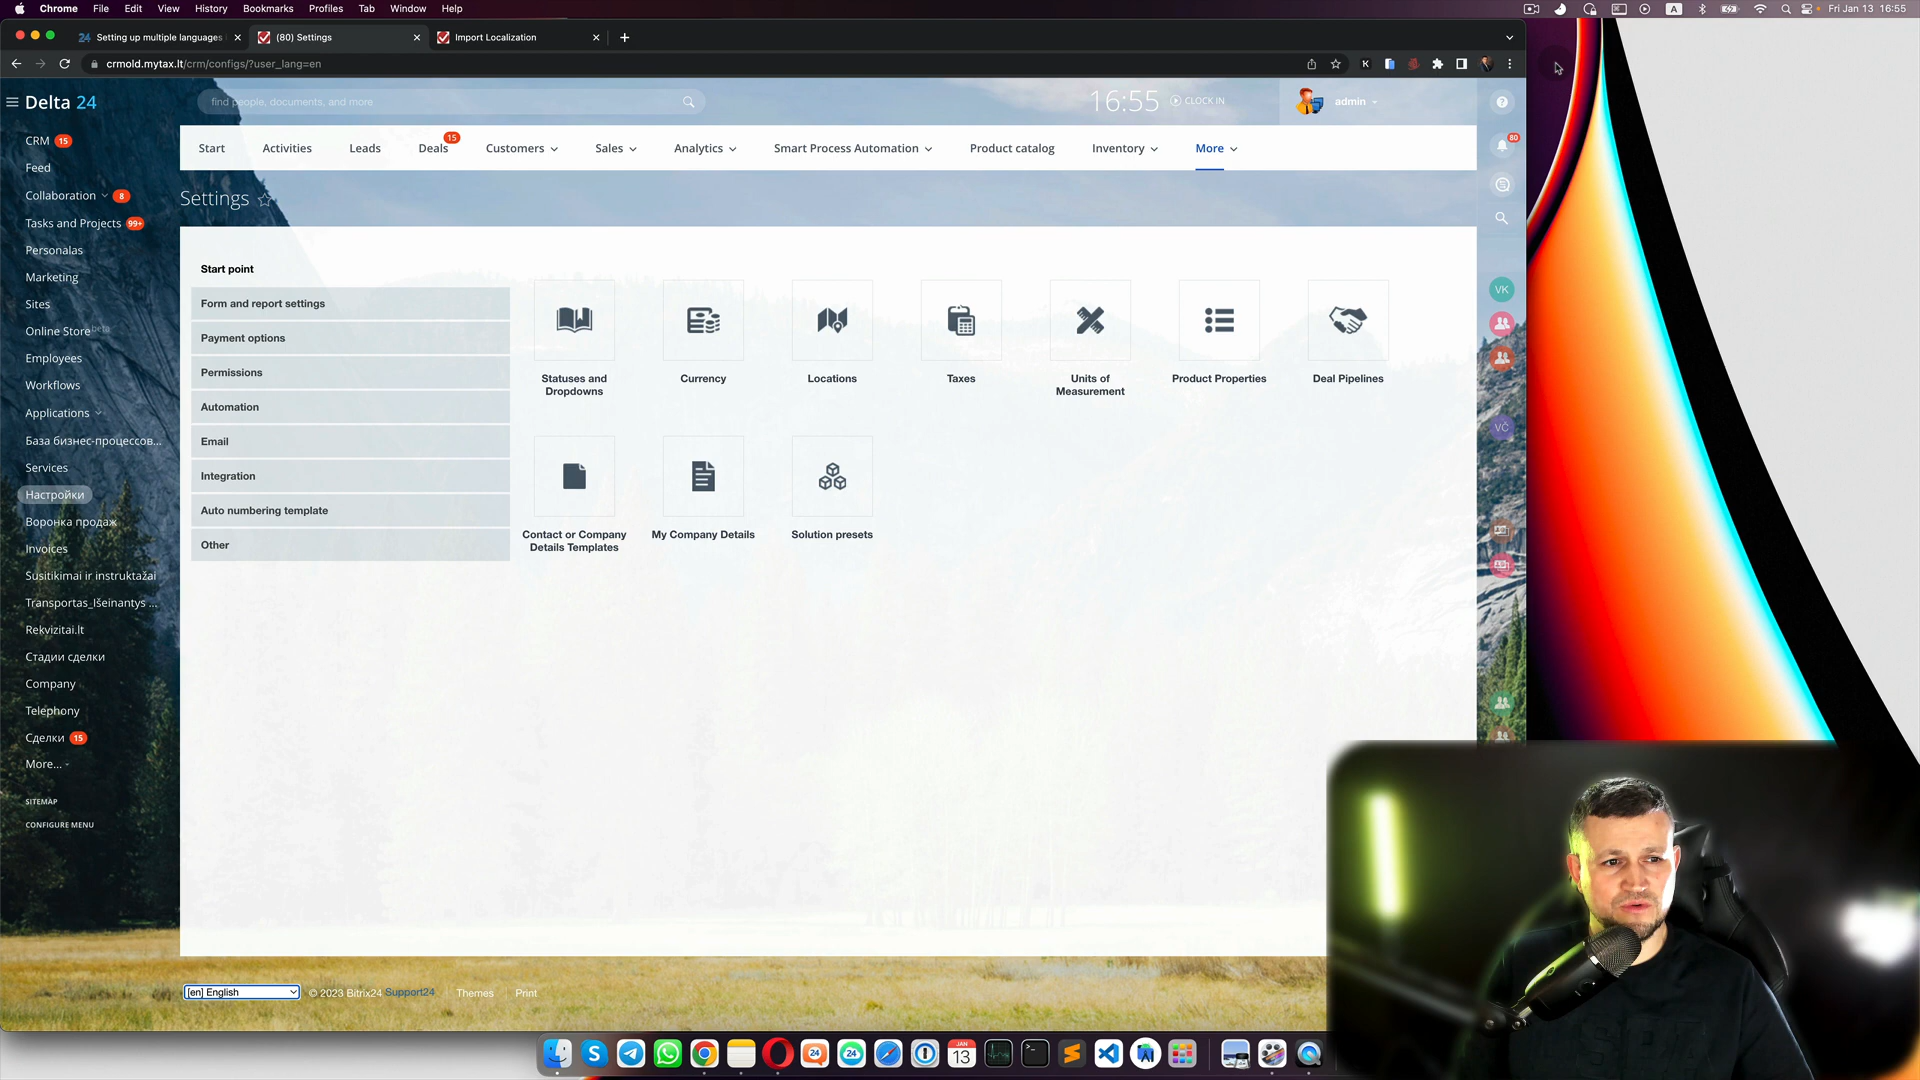 Chrome File Edit View History Bookmarks Profiles Tab Window Help
Fri Jan 13 16:55
Setting up multiple languages
(80) Settings
Import Localization
crmold.mytax.lt/crm/configs/?user_lang=en
Delta 24
find people, documents, and more
16:55 CLOCK IN
admin
80
CRM 15
Feed
Collaboration 8
Tasks and Projects 99+
Personalas
Marketing
Sites
Online Store beta
Employees
Workflows
Applications
База бизнес-процессов...
Services
Настройки
Воронка продаж
Invoices
Susitikimai ir instruktažai
Transportas_Išeinantys ...
Rekvizitai.lt
Стадии сделки
Company
Telephony
Сделки 15
More...
SITEMAP
CONFIGURE MENU
Start Activities Leads Deals 15 Customers Sales Analytics Smart Process Automation Product catalog Inventory More
Settings
Start point
Form and report settings
Payment options
Permissions
Automation
Email
Integration
Auto numbering template
Other
Statuses and
Dropdowns
Currency
Locations
Taxes
Units of
Measurement
Product Properties
Deal Pipelines
Contact or Company
Details Templates
My Company Details
Solution presets
VK
VČ
[en] English
© 2023 Bitrix24 Support24 Themes Print
24
24
JAN
13